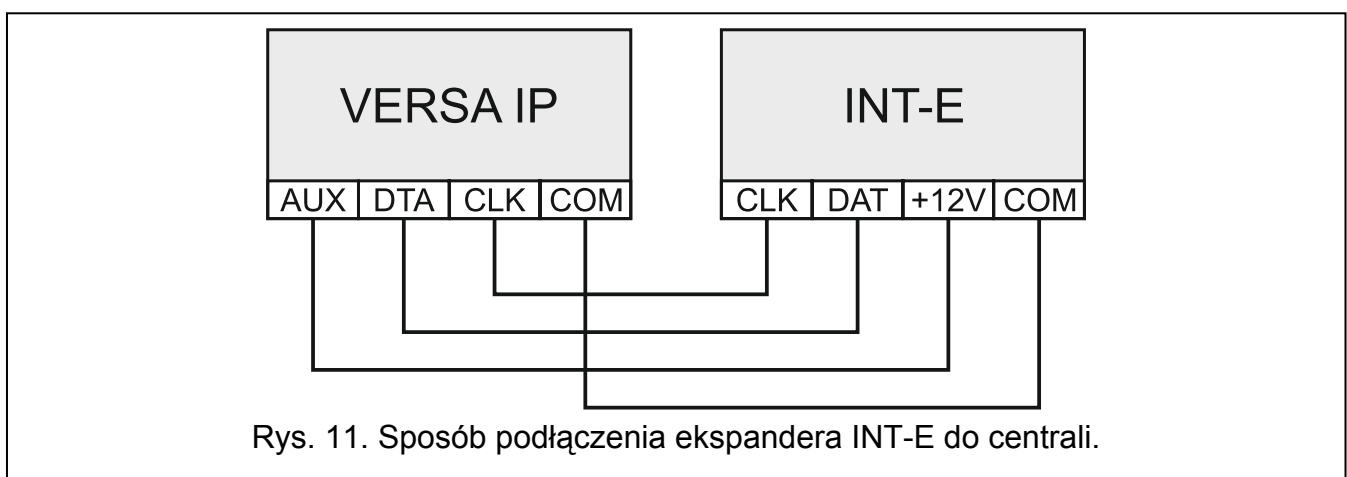 VERSA IP
INT-E
AUX DTA CLK COM
CLK DAT +12V COM
Rys. 11. Sposób podłączenia ekspandera INT-E do centrali.